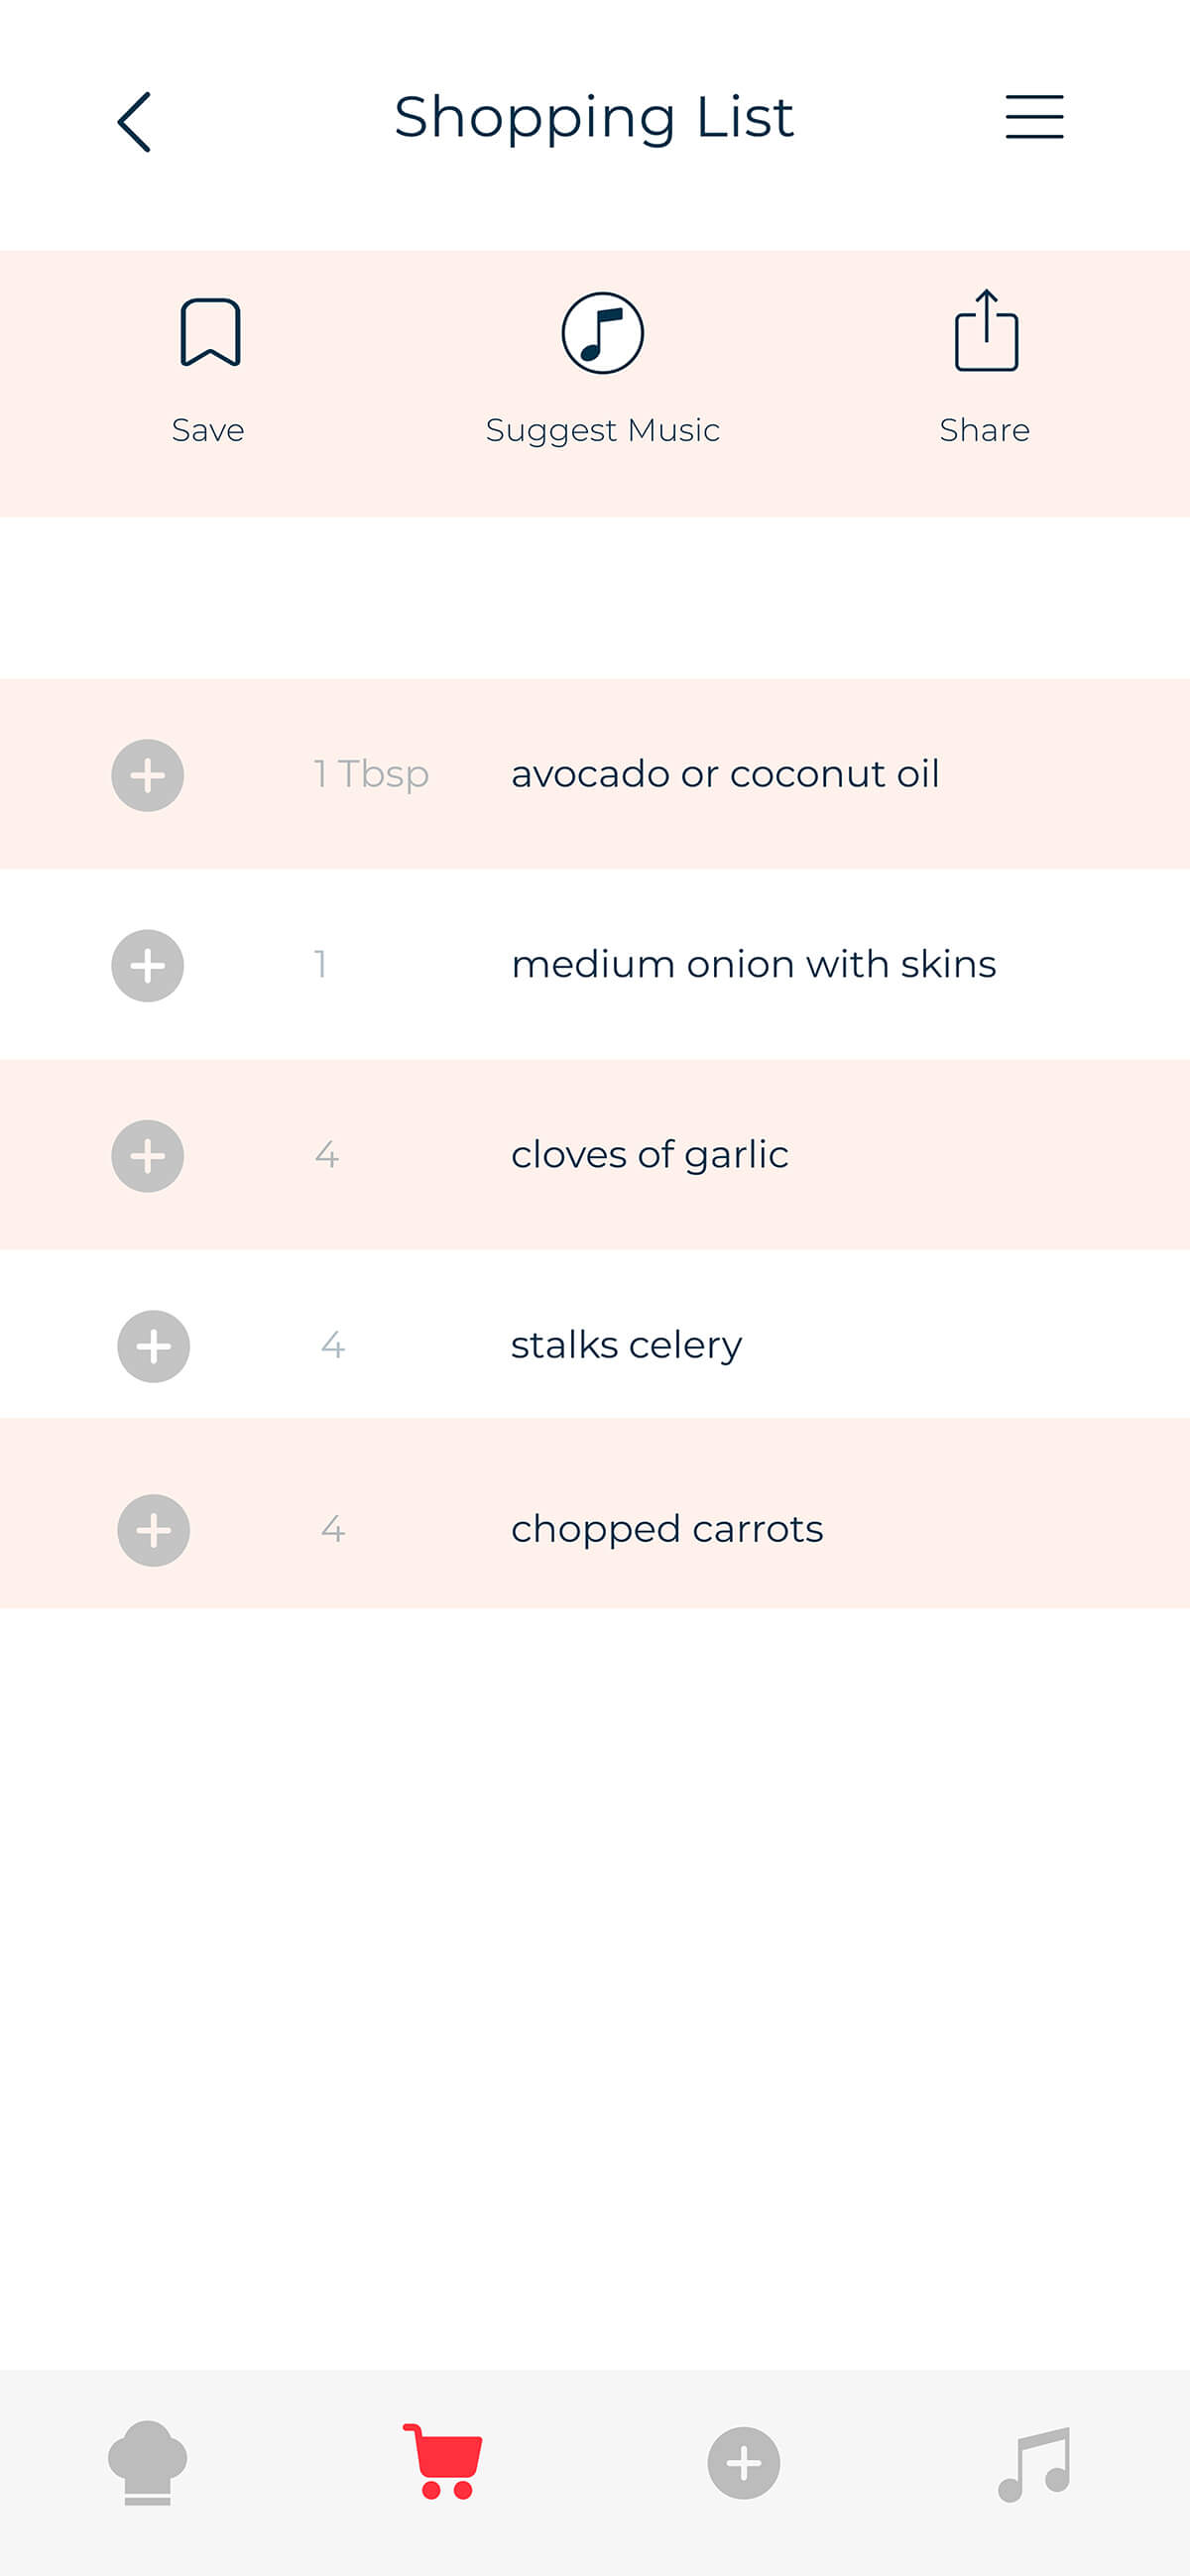 Shopping List
Save Suggest Music Share
1 Tbsp avocado or coconut oil
1 medium onion with skins
4 cloves of garlic
4 stalks celery
4 chopped carrots